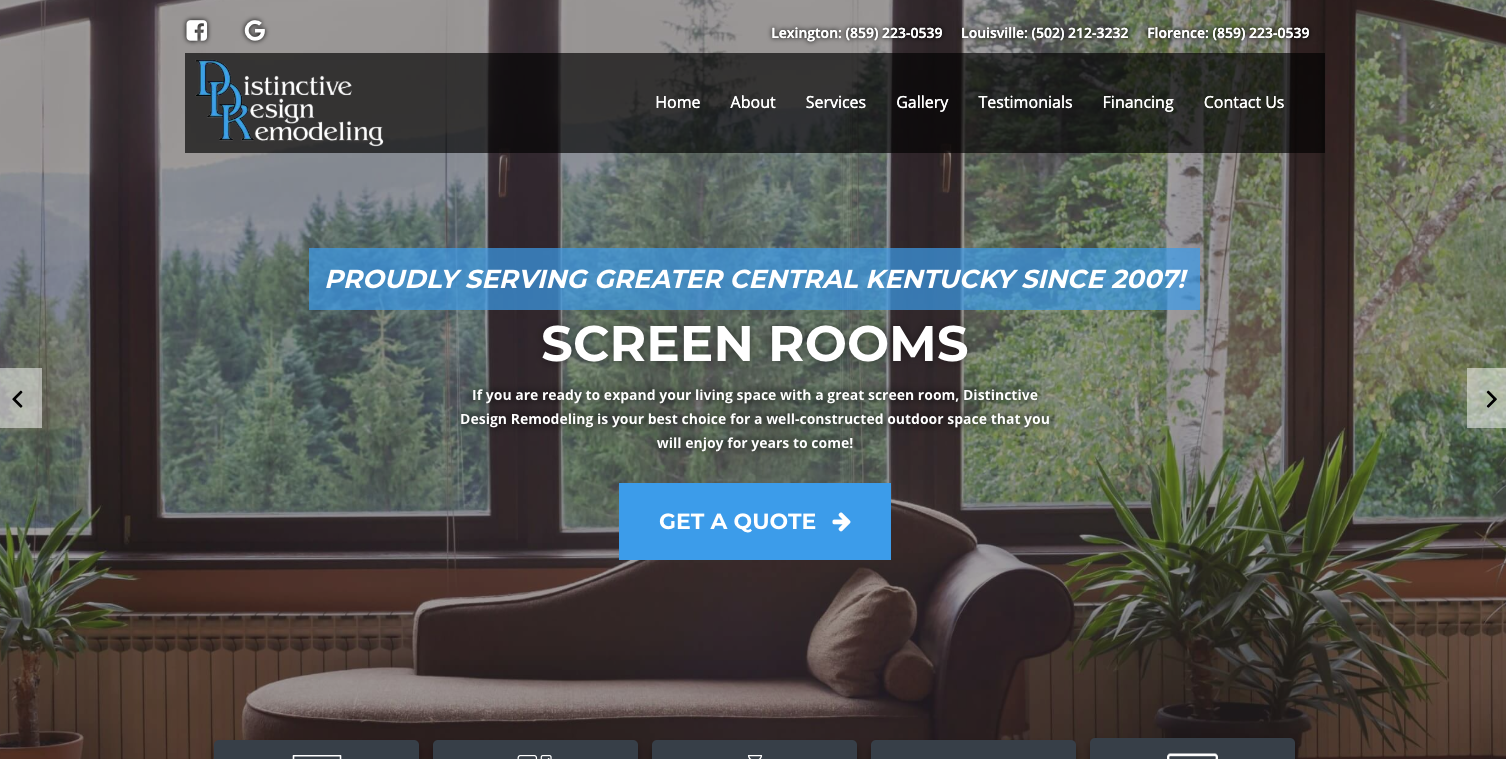 Lexington: (859) 223-0539 Louisville: (502) 212-3232 Florence: (859) 223-0539
Distinctive
Design
Remodeling
Home About Services Gallery Testimonials Financing Contact Us
PROUDLY SERVING GREATER CENTRAL KENTUCKY SINCE 2007!
SCREEN ROOMS
If you are ready to expand your living space with a great screen room, Distinctive
Design Remodeling is your best choice for a well-constructed outdoor space that you
will enjoy for years to come!
GET A QUOTE